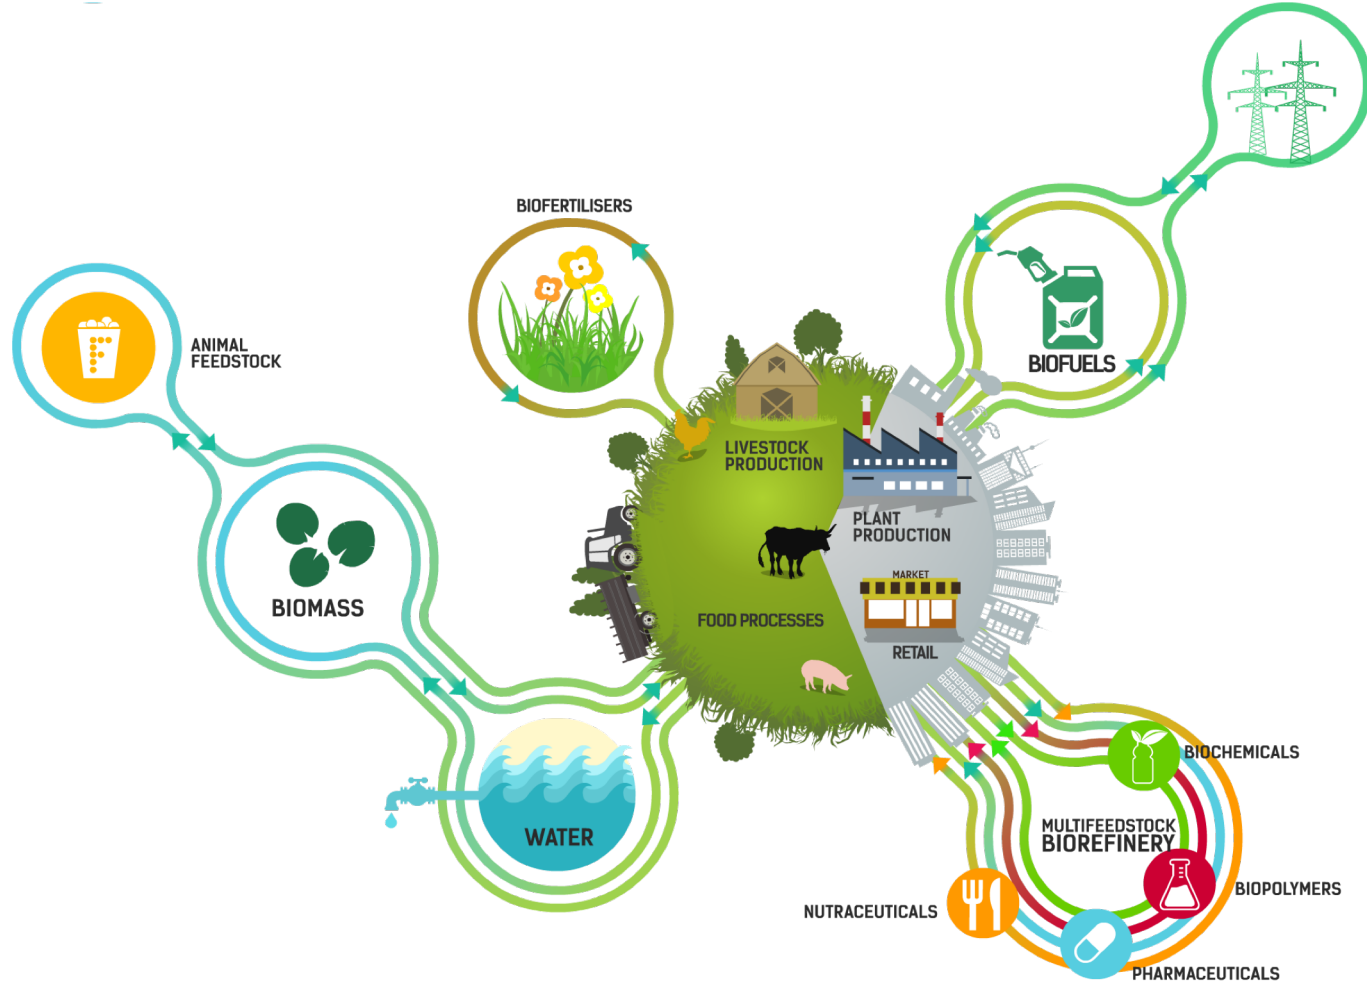 BIOFERTILISERS
ANIMAL
FEEDSTOCK
BIOFUELS
LIVESTOCK
PRODUCTION
PLANT
PRODUCTION
MARKET
BIOMASS
FOOD PROCESSES
RETAIL
WATER
BIOCHEMICALS
MULTIFEEDSTOCK
BIOREFINERY
BIOPOLYMERS
NUTRACEUTICALS
PHARMACEUTICALS